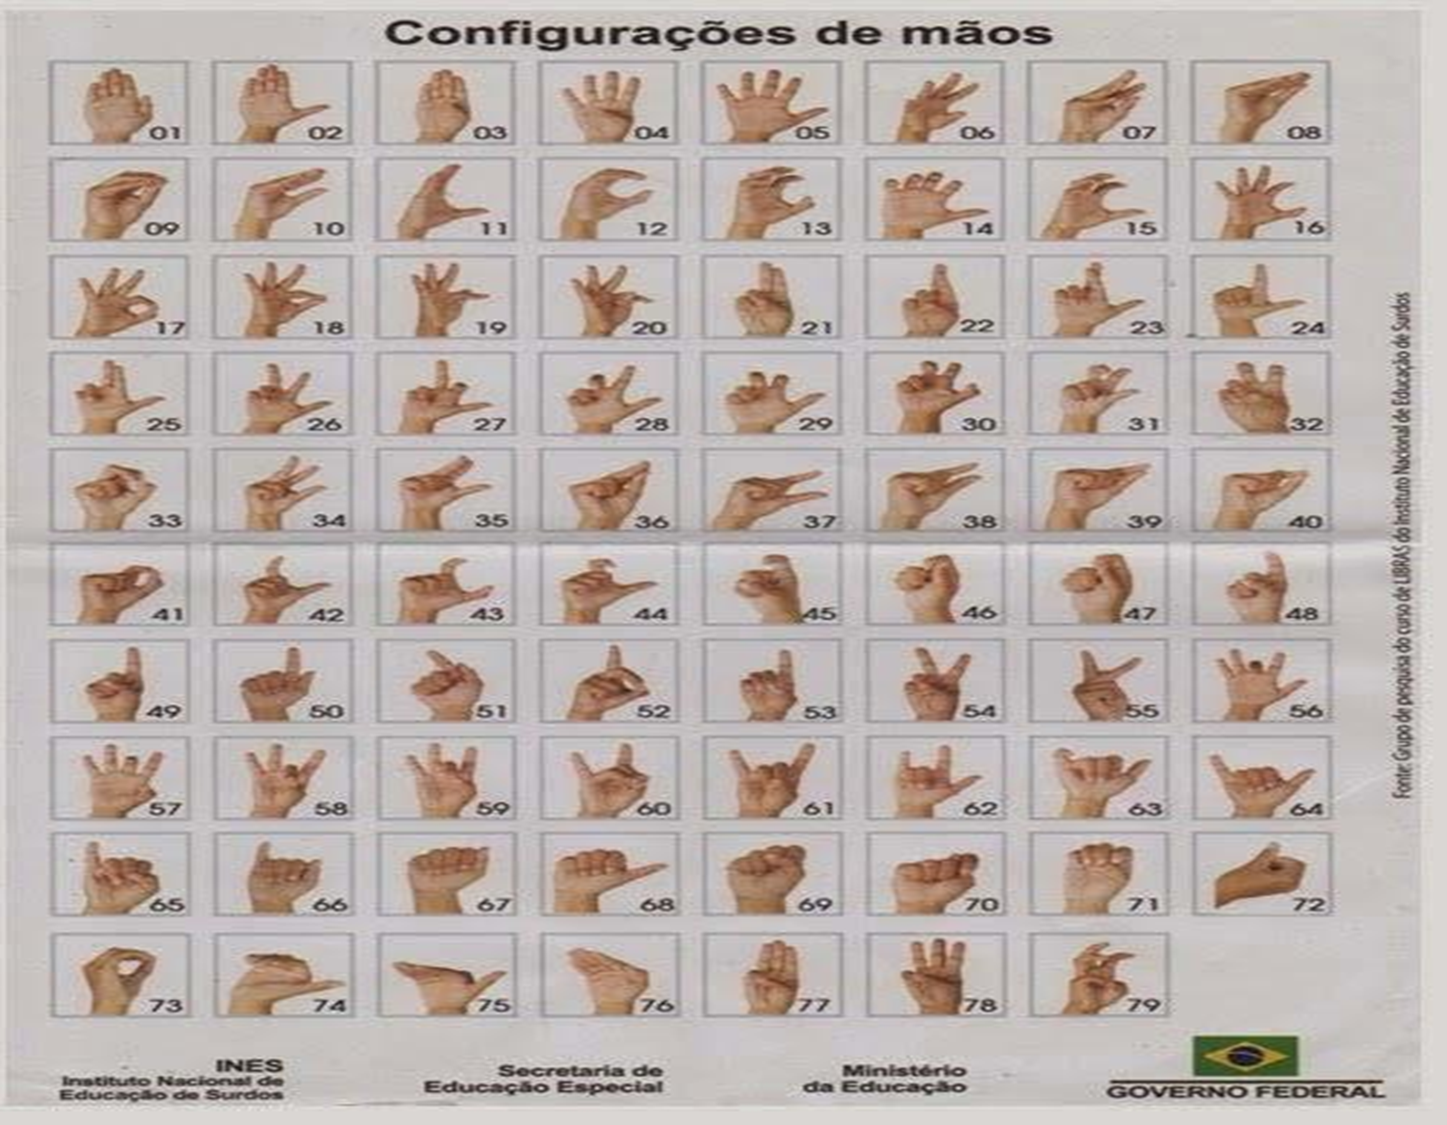 Configurações de mãos
01 02 03 04 05 06 07 08
09 10 11 12 13 14 15 16
17 18 19 20 21 22 23 24
25 26 27 28 29 30 31 32
33 34 35 36 37 38 39 40
41 42 43 44 45 46 47 48
49 50 51 52 53 54 55 56
57 58 59 60 61 62 63 64
65 66 67 68 69 70 71 72
73 74 75 76 77 78 79
Fonte: Grupo de pesquisa do curso de LIBRAS do Instituto Nacional de Educação de Surdos
INES
Instituto Nacional de
Educação de Surdos
Secretaria de
Educação Especial
Ministério
da Educação
GOVERNO FEDERAL